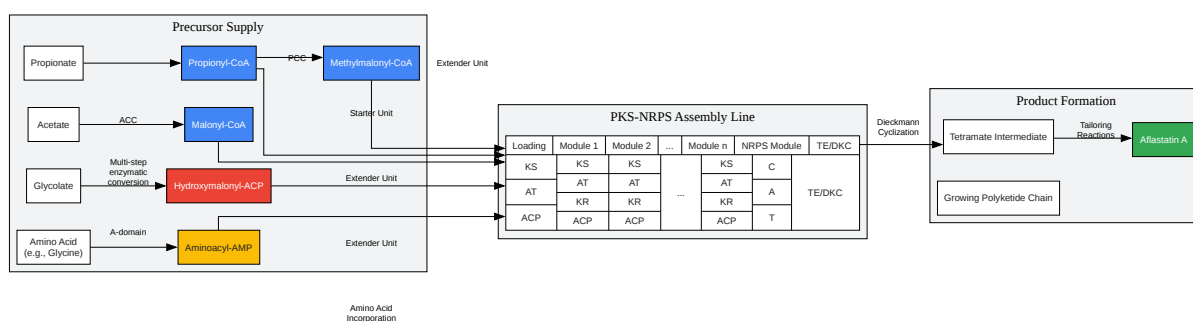 Precursor Supply
Propionate
Propionyl-CoA
PCC
Methylmalonyl-CoA
Extender Unit
Starter Unit
Acetate
ACC
Malonyl-CoA
Multi-step
enzymatic
conversion
Glycolate
Hydroxymalonyl-ACP
Extender Unit
Amino Acid
(e.g., Glycine)
A-domain
Aminoacyl-AMP
Extender Unit
Amino Acid
Incorporation
PKS-NRPS Assembly Line
Loading Module 1 Module 2 ... Module n NRPS Module TE/DKC
KS
AT
ACP
KS
AT
KR
ACP
KS
AT
KR
ACP
...
KS
AT
KR
ACP
C
A
T
TE/DKC
Dieckmann
Cyclization
Product Formation
Tetramate Intermediate
Tailoring
Reactions
Aflastatin A
Growing Polyketide Chain